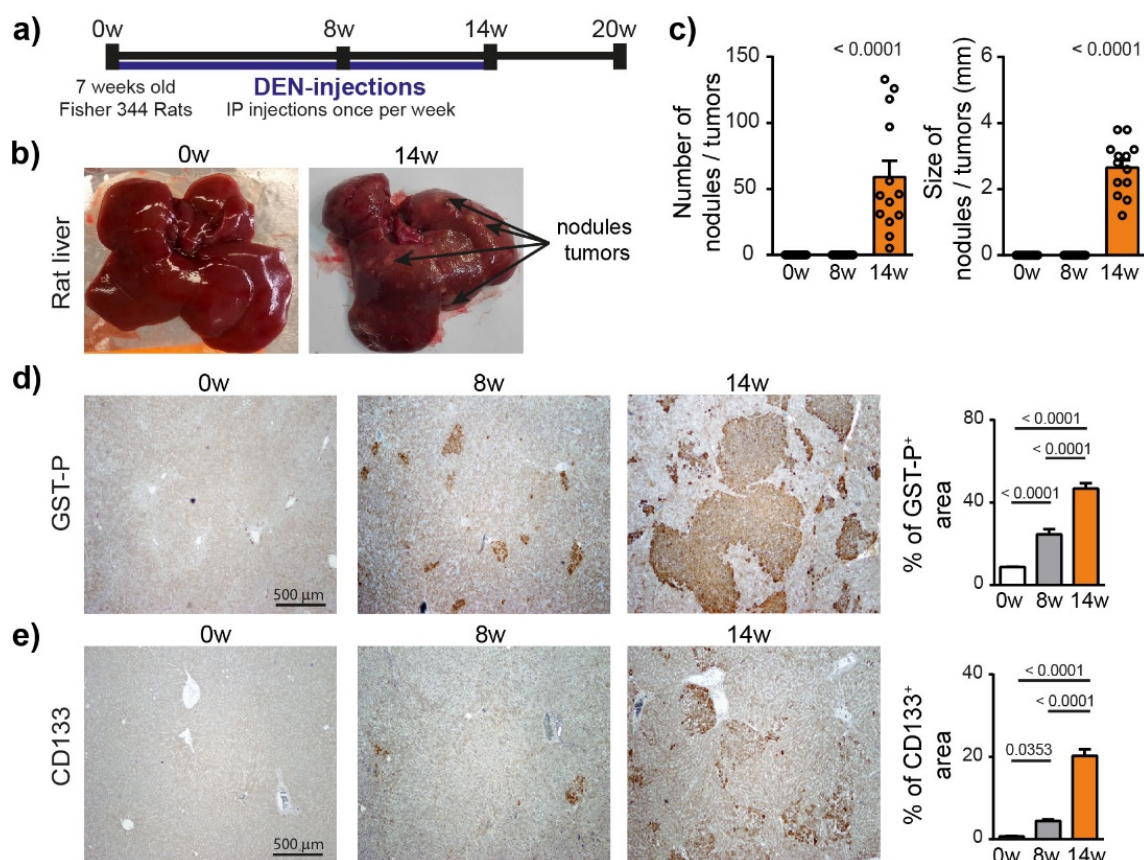 a)
0w 8w 14w 20w
7 weeks old
Fisher 344 Rats
DEN-injections
IP injections once per week
b)
0w 14w
Rat liver
nodules
tumors
c)
Number of
nodules / tumors
150
100
50
0
< 0.0001
0w 8w 14w
Size of
nodules / tumors (mm)
6
4
2
0
< 0.0001
0w 8w 14w
d)
0w 8w 14w
GST-P
500 µm
% of GST-P+
area
80
40
0
< 0.0001
< 0.0001
< 0.0001
0w 8w 14w
e)
0w 8w 14w
CD133
500 µm
% of CD133+
area
40
20
0
< 0.0001
< 0.0001
0.0353
0w 8w 14w